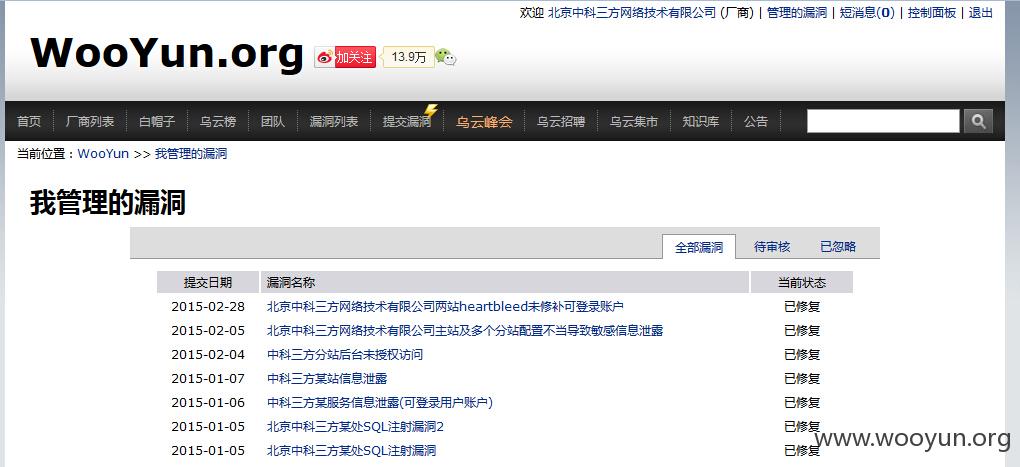 欢迎 北京中科三方网络技术有限公司 (厂商) | 管理的漏洞 | 短消息(0) | 控制面板 | 退出
WooYun.org 加关注 13.9万
首页 厂商列表 白帽子 乌云榜 团队 漏洞列表 提交漏洞 乌云峰会 乌云招聘 乌云集市 知识库 公告
当前位置：WooYun >> 我管理的漏洞
我管理的漏洞
全部漏洞 待审核 已忽略
提交日期 漏洞名称 当前状态
2015-02-28 北京中科三方网络技术有限公司两站heartbleed未修补可登录账户 已修复
2015-02-05 北京中科三方网络技术有限公司主站及多个分站配置不当导致敏感信息泄露 已修复
2015-02-04 中科三方分站后台未授权访问 已修复
2015-01-07 中科三方某站信息泄露 已修复
2015-01-06 中科三方某服务信息泄露(可登录用户账户) 已修复
2015-01-05 北京中科三方某处SQL注射漏洞2 已修复
2015-01-05 北京中科三方某处SQL注射漏洞 已修复
www.wooyun.org